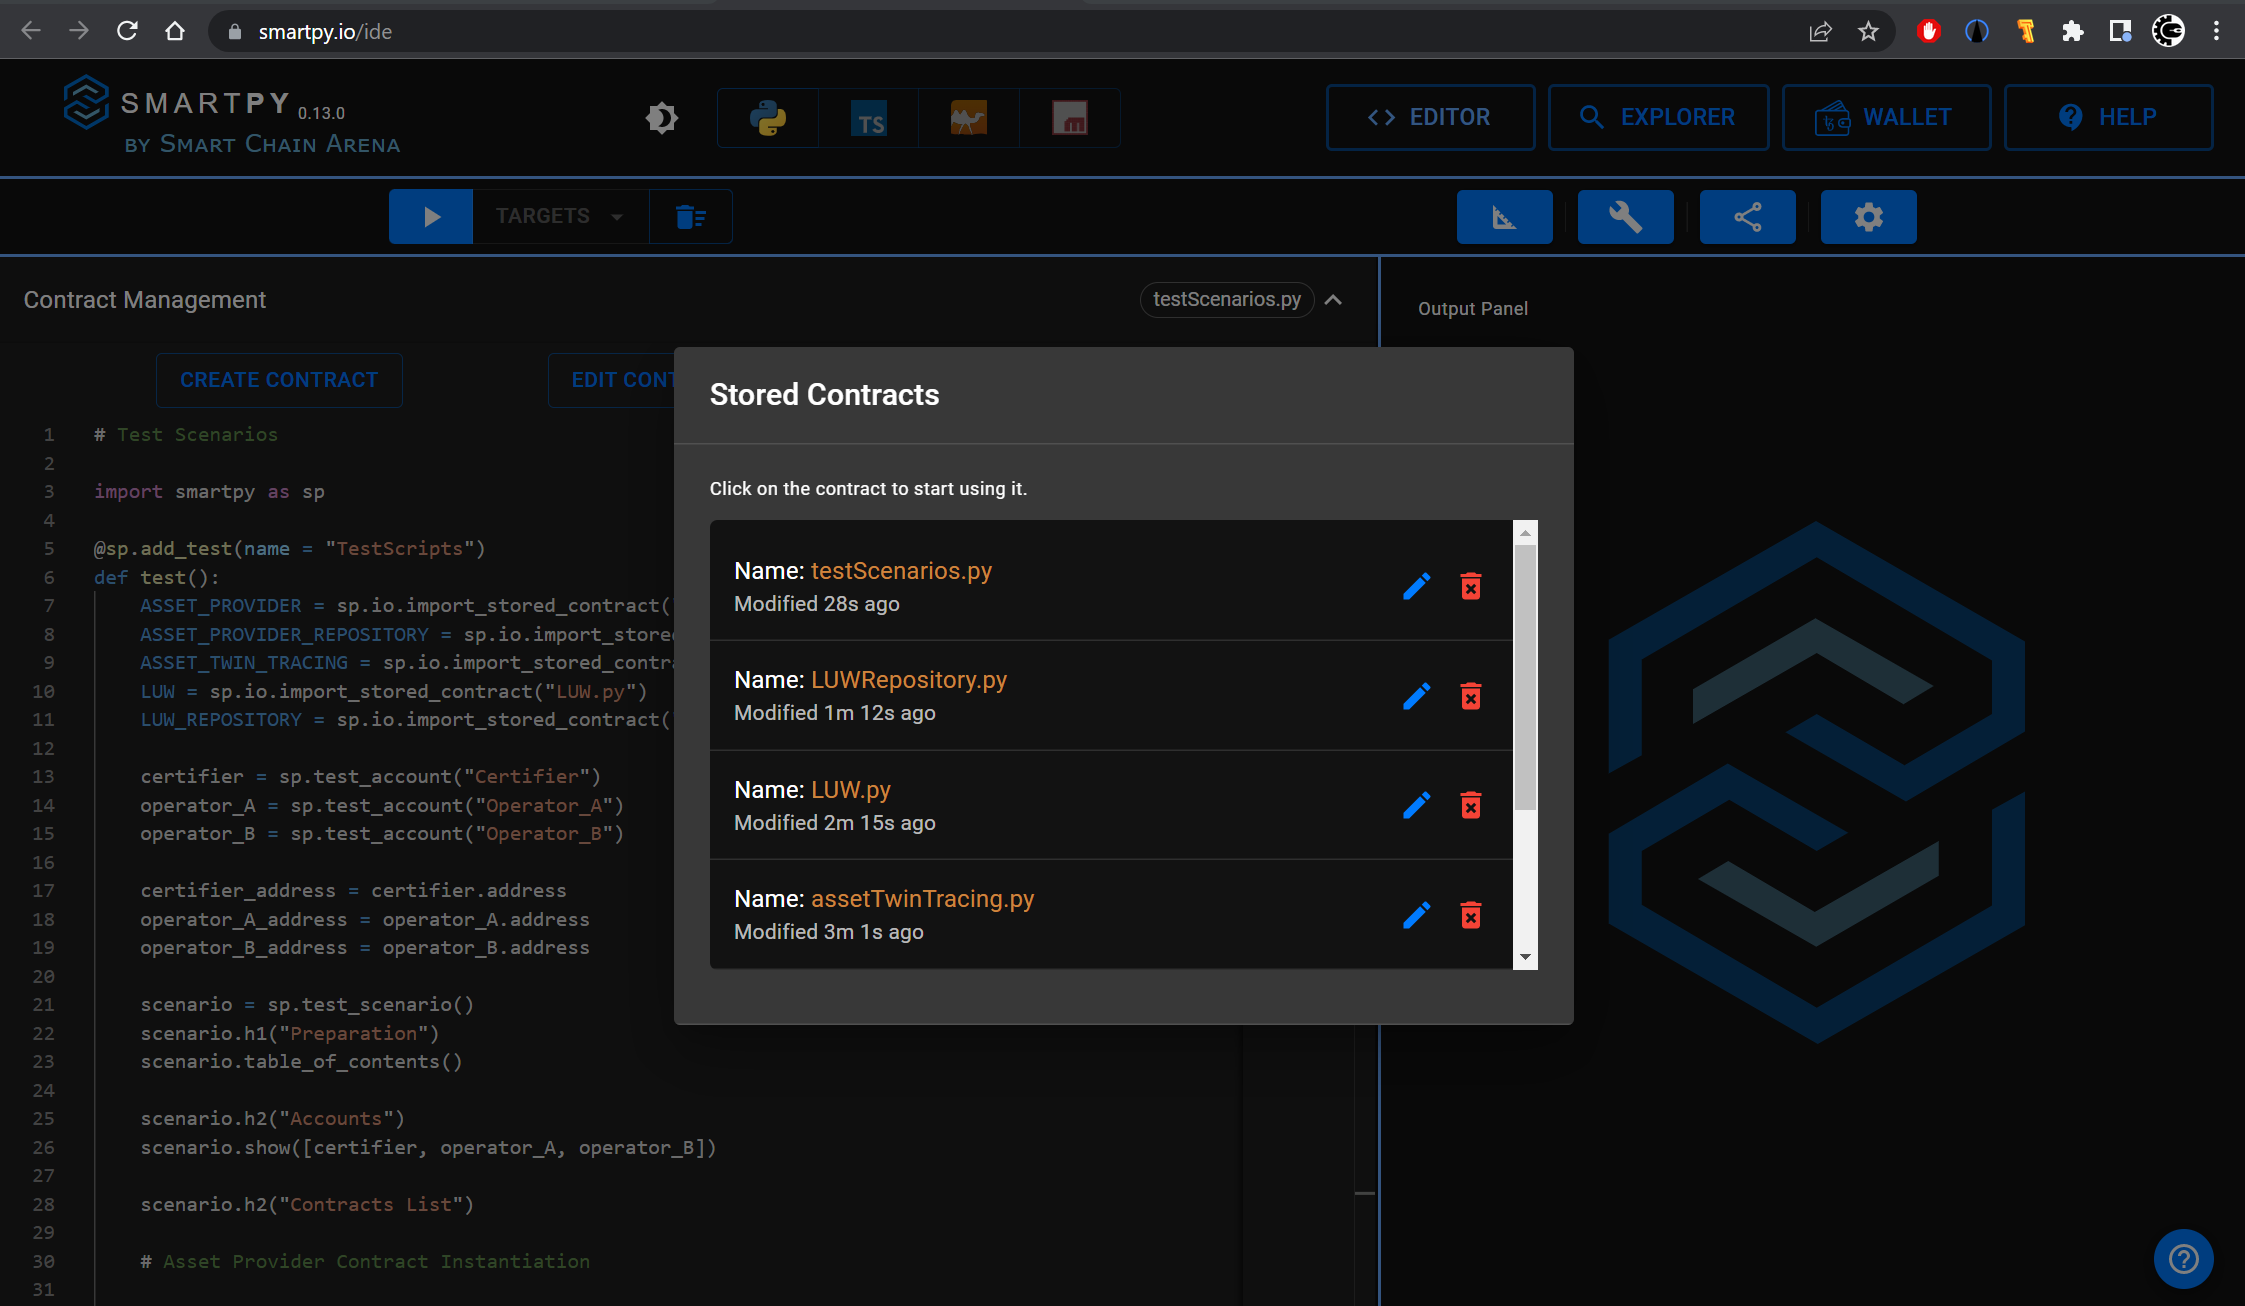 smartpy.io/ide
SMARTPY 0.13.0
BY SMART CHAIN ARENA
TS
EDITOR
EXPLORER
WALLET
HELP
TARGETS
Contract Management
testScenarios.py
Output Panel
CREATE CONTRACT
EDIT CONT
1 # Test Scenarios
2
3 import smartpy as sp
4
5 @sp.add_test(name = "TestScripts")
6 def test():
7 ASSET_PROVIDER = sp.io.import_stored_contract(
8 ASSET_PROVIDER_REPOSITORY = sp.io.import_store
9 ASSET_TWIN_TRACING = sp.io.import_stored_contr
10 LUW = sp.io.import_stored_contract("LUW.py")
11 LUW_REPOSITORY = sp.io.import_stored_contract(
12
13 certifier = sp.test_account("Certifier")
14 operator_A = sp.test_account("Operator_A")
15 operator_B = sp.test_account("Operator_B")
16
17 certifier_address = certifier.address
18 operator_A_address = operator_A.address
19 operator_B_address = operator_B.address
20
21 scenario = sp.test_scenario()
22 scenario.h1("Preparation")
23 scenario.table_of_contents()
24
25 scenario.h2("Accounts")
26 scenario.show([certifier, operator_A, operator_B])
27
28 scenario.h2("Contracts List")
29
30 # Asset Provider Contract Instantiation
31
Stored Contracts
Click on the contract to start using it.
Name: testScenarios.py
Modified 28s ago
Name: LUWRepository.py
Modified 1m 12s ago
Name: LUW.py
Modified 2m 15s ago
Name: assetTwinTracing.py
Modified 3m 1s ago